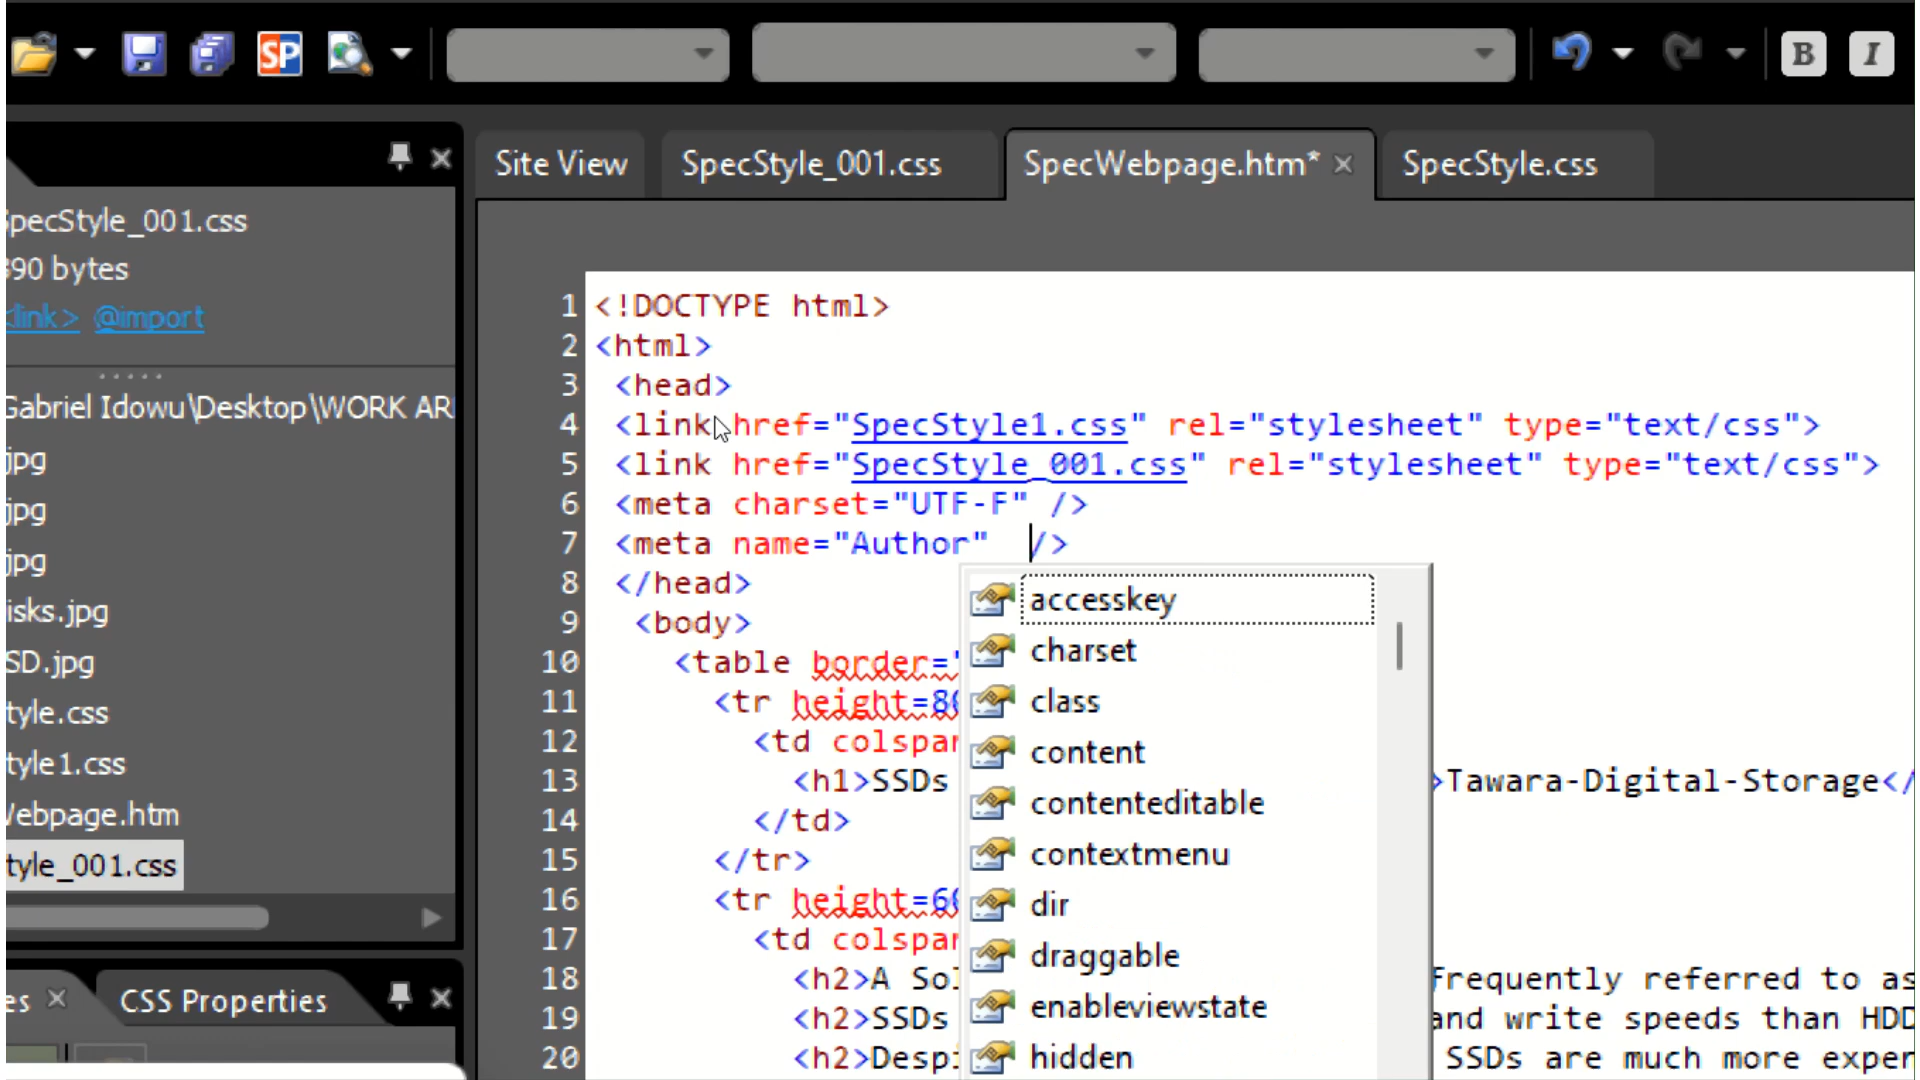 SP
B I
Site View SpecStyle_001.css SpecWebpage.htm* × SpecStyle.css
SpecStyle_001.css
390 bytes
<link> @import
Gabriel Idowu\Desktop\WORK AR
jpg
jpg
jpg
isks.jpg
SD.jpg
tyle.css
tyle1.css
Webpage.htm
tyle_001.css
es CSS Properties
1 <!DOCTYPE html>
2 <html>
3 <head>
4 <link href="SpecStyle1.css" rel="stylesheet" type="text/css">
5 <link href="SpecStyle_001.css" rel="stylesheet" type="text/css">
6 <meta charset="UTF-F" />
7 <meta name="Author" />
8 </head>
9 <body>
10 <table border="
11 <tr height=80
12 <td colspan
13 <h1>SSDs >Tawara-Digital-Storage</
14 </td>
15 </tr>
16 <tr height=60
17 <td colspan
18 <h2>A Sol frequently referred to as
19 <h2>SSDs and write speeds than HDD
20 <h2>Despi SSDs are much more exper
accesskey
charset
class
content
contenteditable
contextmenu
dir
draggable
enableviewstate
hidden